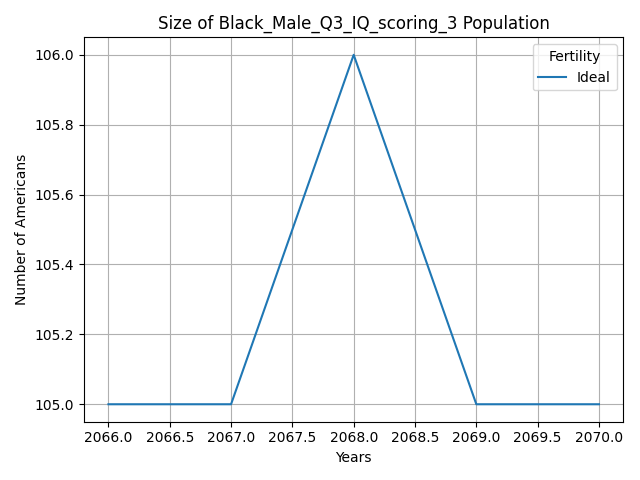 Size of Black_Male_Q3_IQ_scoring_3 Population
Fertility
Ideal
Number of Americans
106.0
105.8
105.6
105.4
105.2
105.0
2066.0 2066.5 2067.0 2067.5 2068.0 2068.5 2069.0 2069.5 2070.0
Years